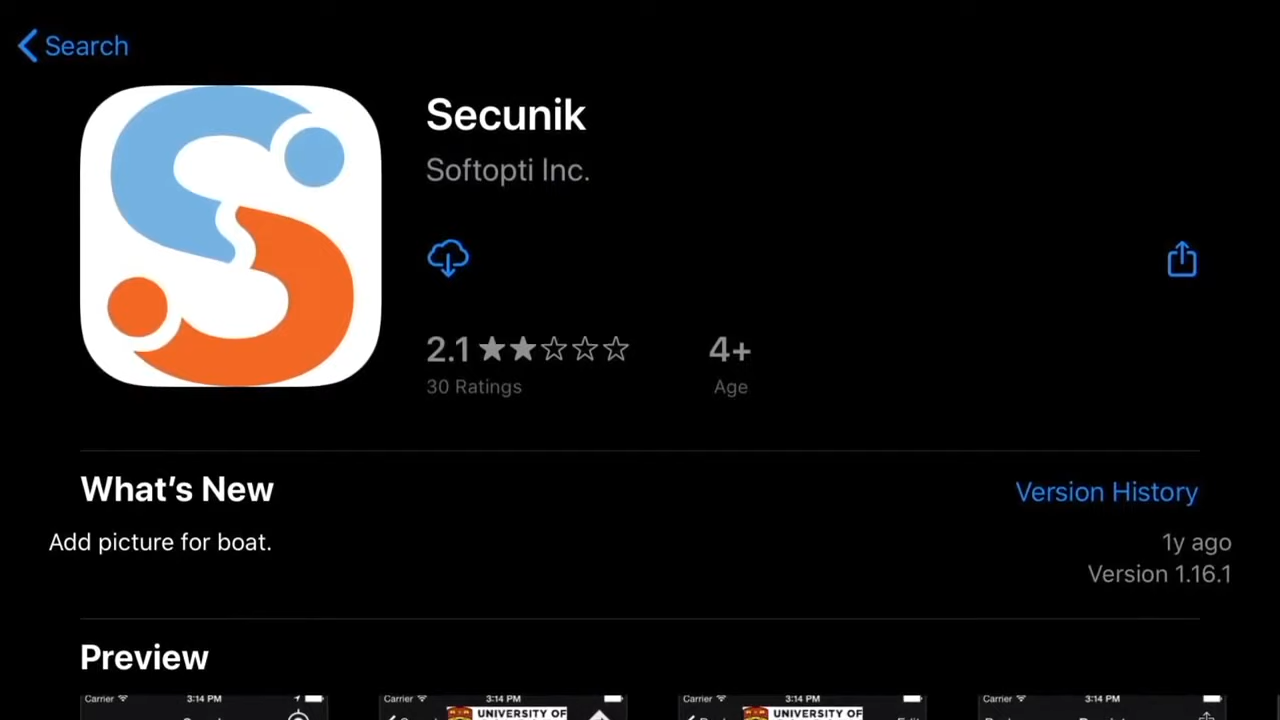 Search
Secunik
Softopti Inc.
2.1
4+
30 Ratings
Age
What's New
Version History
Add picture for boat.
1y ago
Version 1.16.1
Preview
Carrier 3:14 PM
Carrier 3:14 PM
Carrier 3:14 PM
Carrier 3:14 PM
UNIVERSITY OF
UNIVERSITY OF